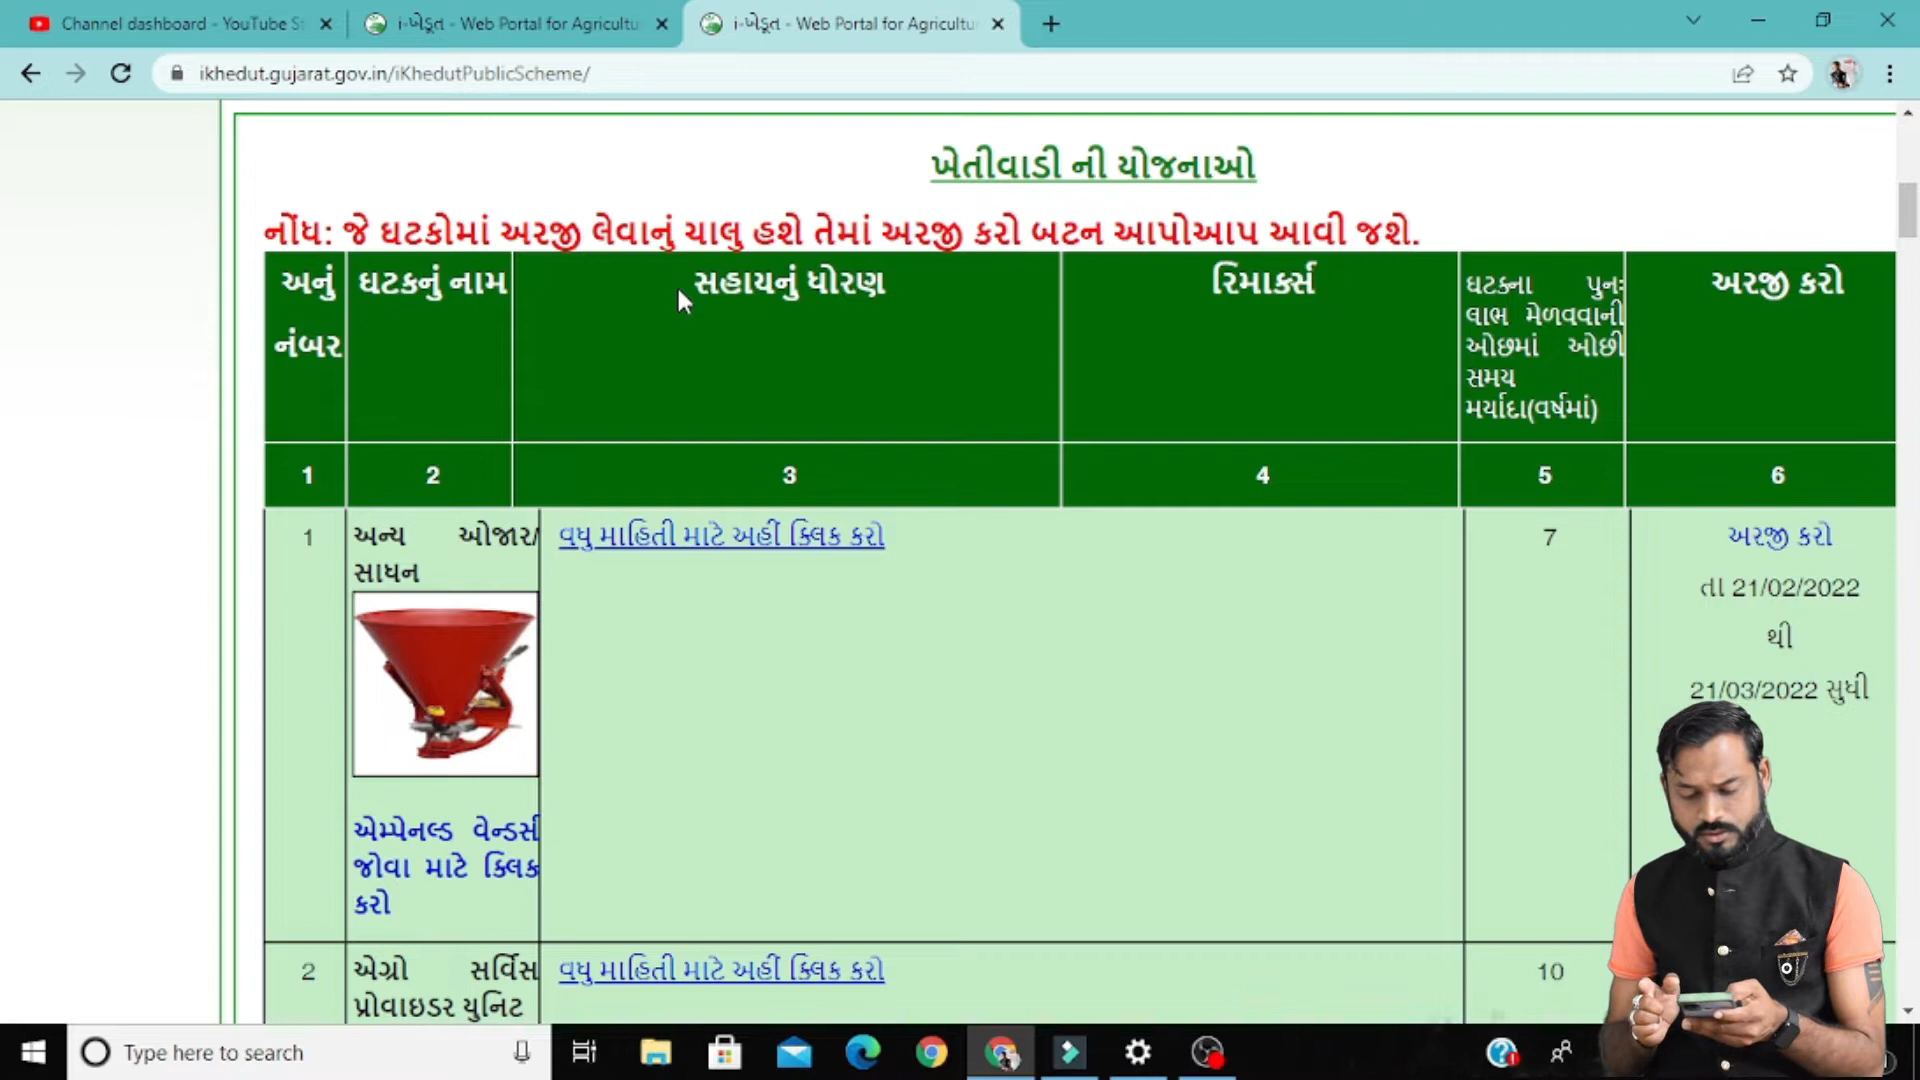 Channel dashboard - YouTube St
i-ખેડૂત - Web Portal for Agricultu
i-ખેડૂત - Web Portal for Agricultu
ikhedut.gujarat.gov.in/iKhedutPublicScheme/
ખેતીવાડી ની યોજનાઓ
નોંધ: જે ઘટકોમાં અરજી લેવાનું ચાલુ હશે તેમાં અરજી કરો બટન આપોઆપ આવી જશે.
અનું
નંબર
ઘટકનું નામ
સહાયનું ધોરણ
રિમાર્ક્સ
ઘટકના પુનઃ
લાભ મેળવવાની
ઓછમાં ઓછી
સમય
મર્યાદા(વર્ષમાં)
અરજી કરો
1 2 3 4 5 6
1
અન્ય ઓજાર/
સાધન
વધુ માહિતી માટે અહીં ક્લિક કરો
7
અરજી કરો
તા 21/02/2022
થી
21/03/2022 સુધી
એમ્પેનલ્ડ વેન્ડર્સ
જોવા માટે ક્લિક
કરો
2
એગ્રો સર્વિસ
પ્રોવાઇડર યુનિટ
વધુ માહિતી માટે અહીં ક્લિક કરો
10
Type here to search